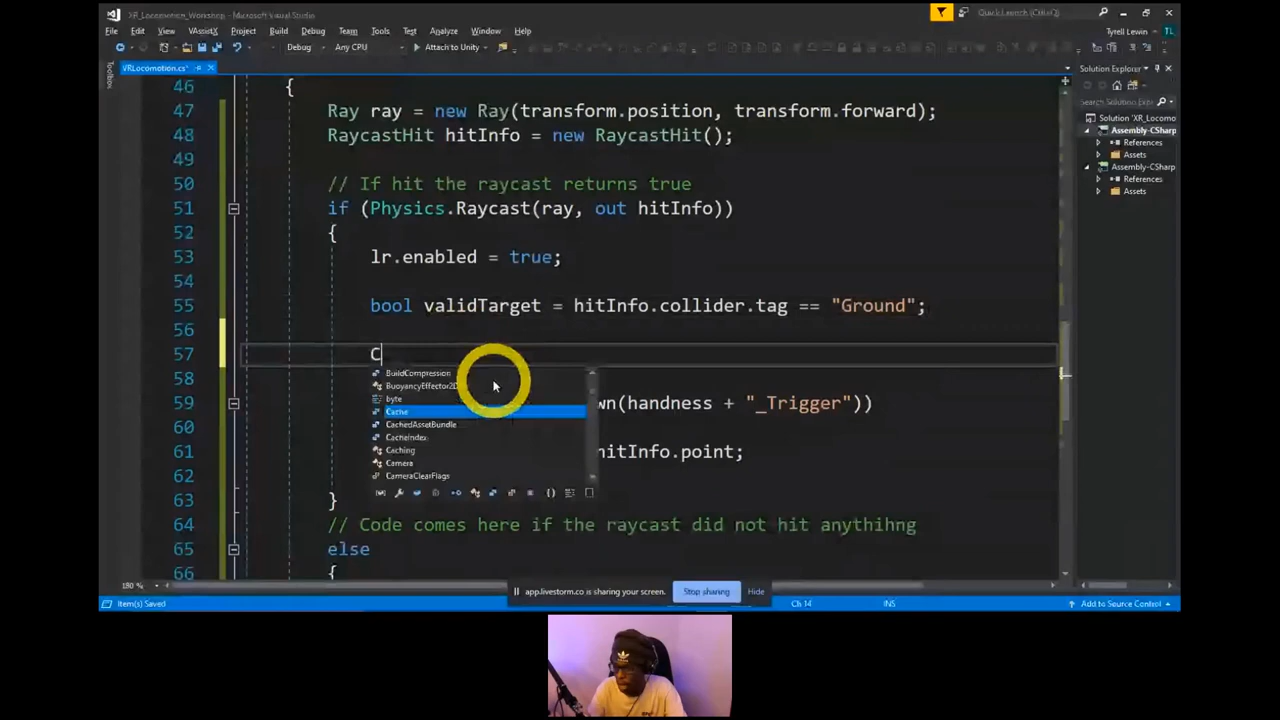 XR_Locomotion_Workshop - Microsoft Visual Studio
Quick Launch (Ctrl+Q)
File Edit View VAssistX Project Build Debug Team Tools Test Analyze Window Help
Tyrell Lewin TL
Debug Any CPU Attach to Unity
VRLocomotion.cs*
Toolbox
Solution Explorer
Search Solution Exp
Solution 'XR_Locomo
Assembly-CSharp
References
Assets
Assembly-CSharp
References
Assets
46 {
47 Ray ray = new Ray(transform.position, transform.forward);
48 RaycastHit hitInfo = new RaycastHit();
49
50 // If hit the raycast returns true
51 if (Physics.Raycast(ray, out hitInfo))
52 {
53 lr.enabled = true;
54
55 bool validTarget = hitInfo.collider.tag == "Ground";
56
57 C
58
59 wn(handness + "_Trigger"))
60
61 hitInfo.point;
62
63 }
64 // Code comes here if the raycast did not hit anythihng
65 else
66 {
BuildCompression
BuoyancyEffector2D
byte
Cache
CachedAssetBundle
CacheIndex
Caching
Camera
CameraClearFlags
180 %
app.livestorm.co is sharing your screen. Stop sharing Hide
Item(s) Saved Ch 14 INS Add to Source Control